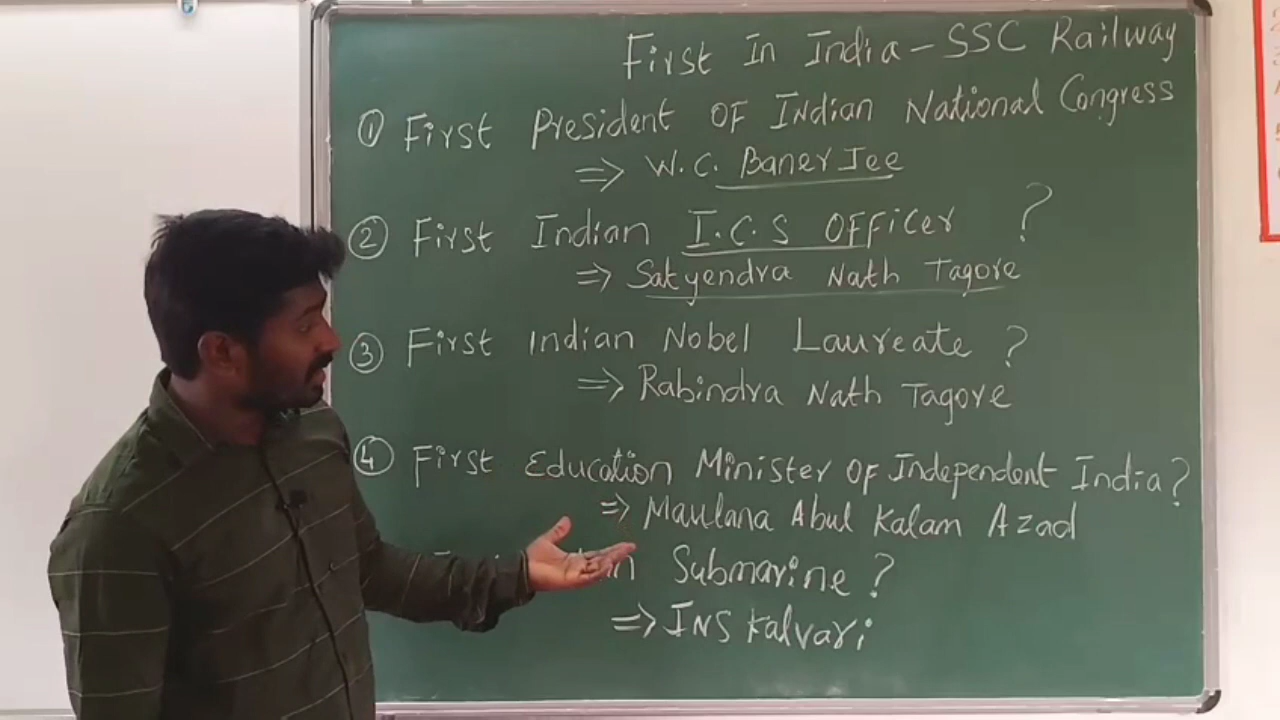 First In India - SSC Railway
① First President OF Indian National Congress
⇒ W.C. Banerjee
② First Indian I.C.S Officer ?
⇒ Satyendra Nath Tagore
③ First Indian Nobel Laureate ?
⇒ Rabindra Nath Tagore
④ First Education Minister OF Independent India ?
⇒ Maulana Abul Kalam Azad
Submarine ?
⇒ INS Kalvari